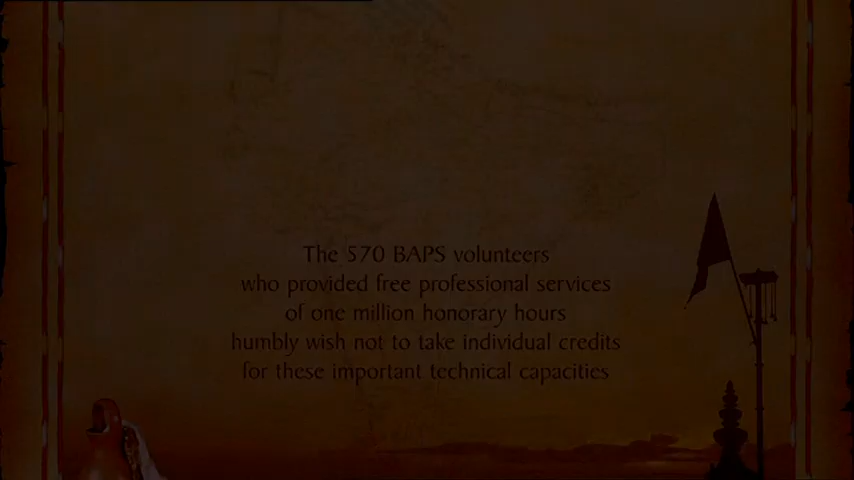 The 570 BAPS volunteers
who provided free professional services
of one million honorary hours
humbly wish not to take individual credits
for these important technical capacities